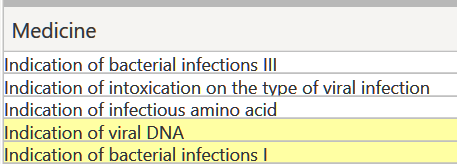 Medicine
Indication of bacterial infections III
Indication of intoxication on the type of viral infection
Indication of infectious amino acid
Indication of viral DNA
Indication of bacterial infections I